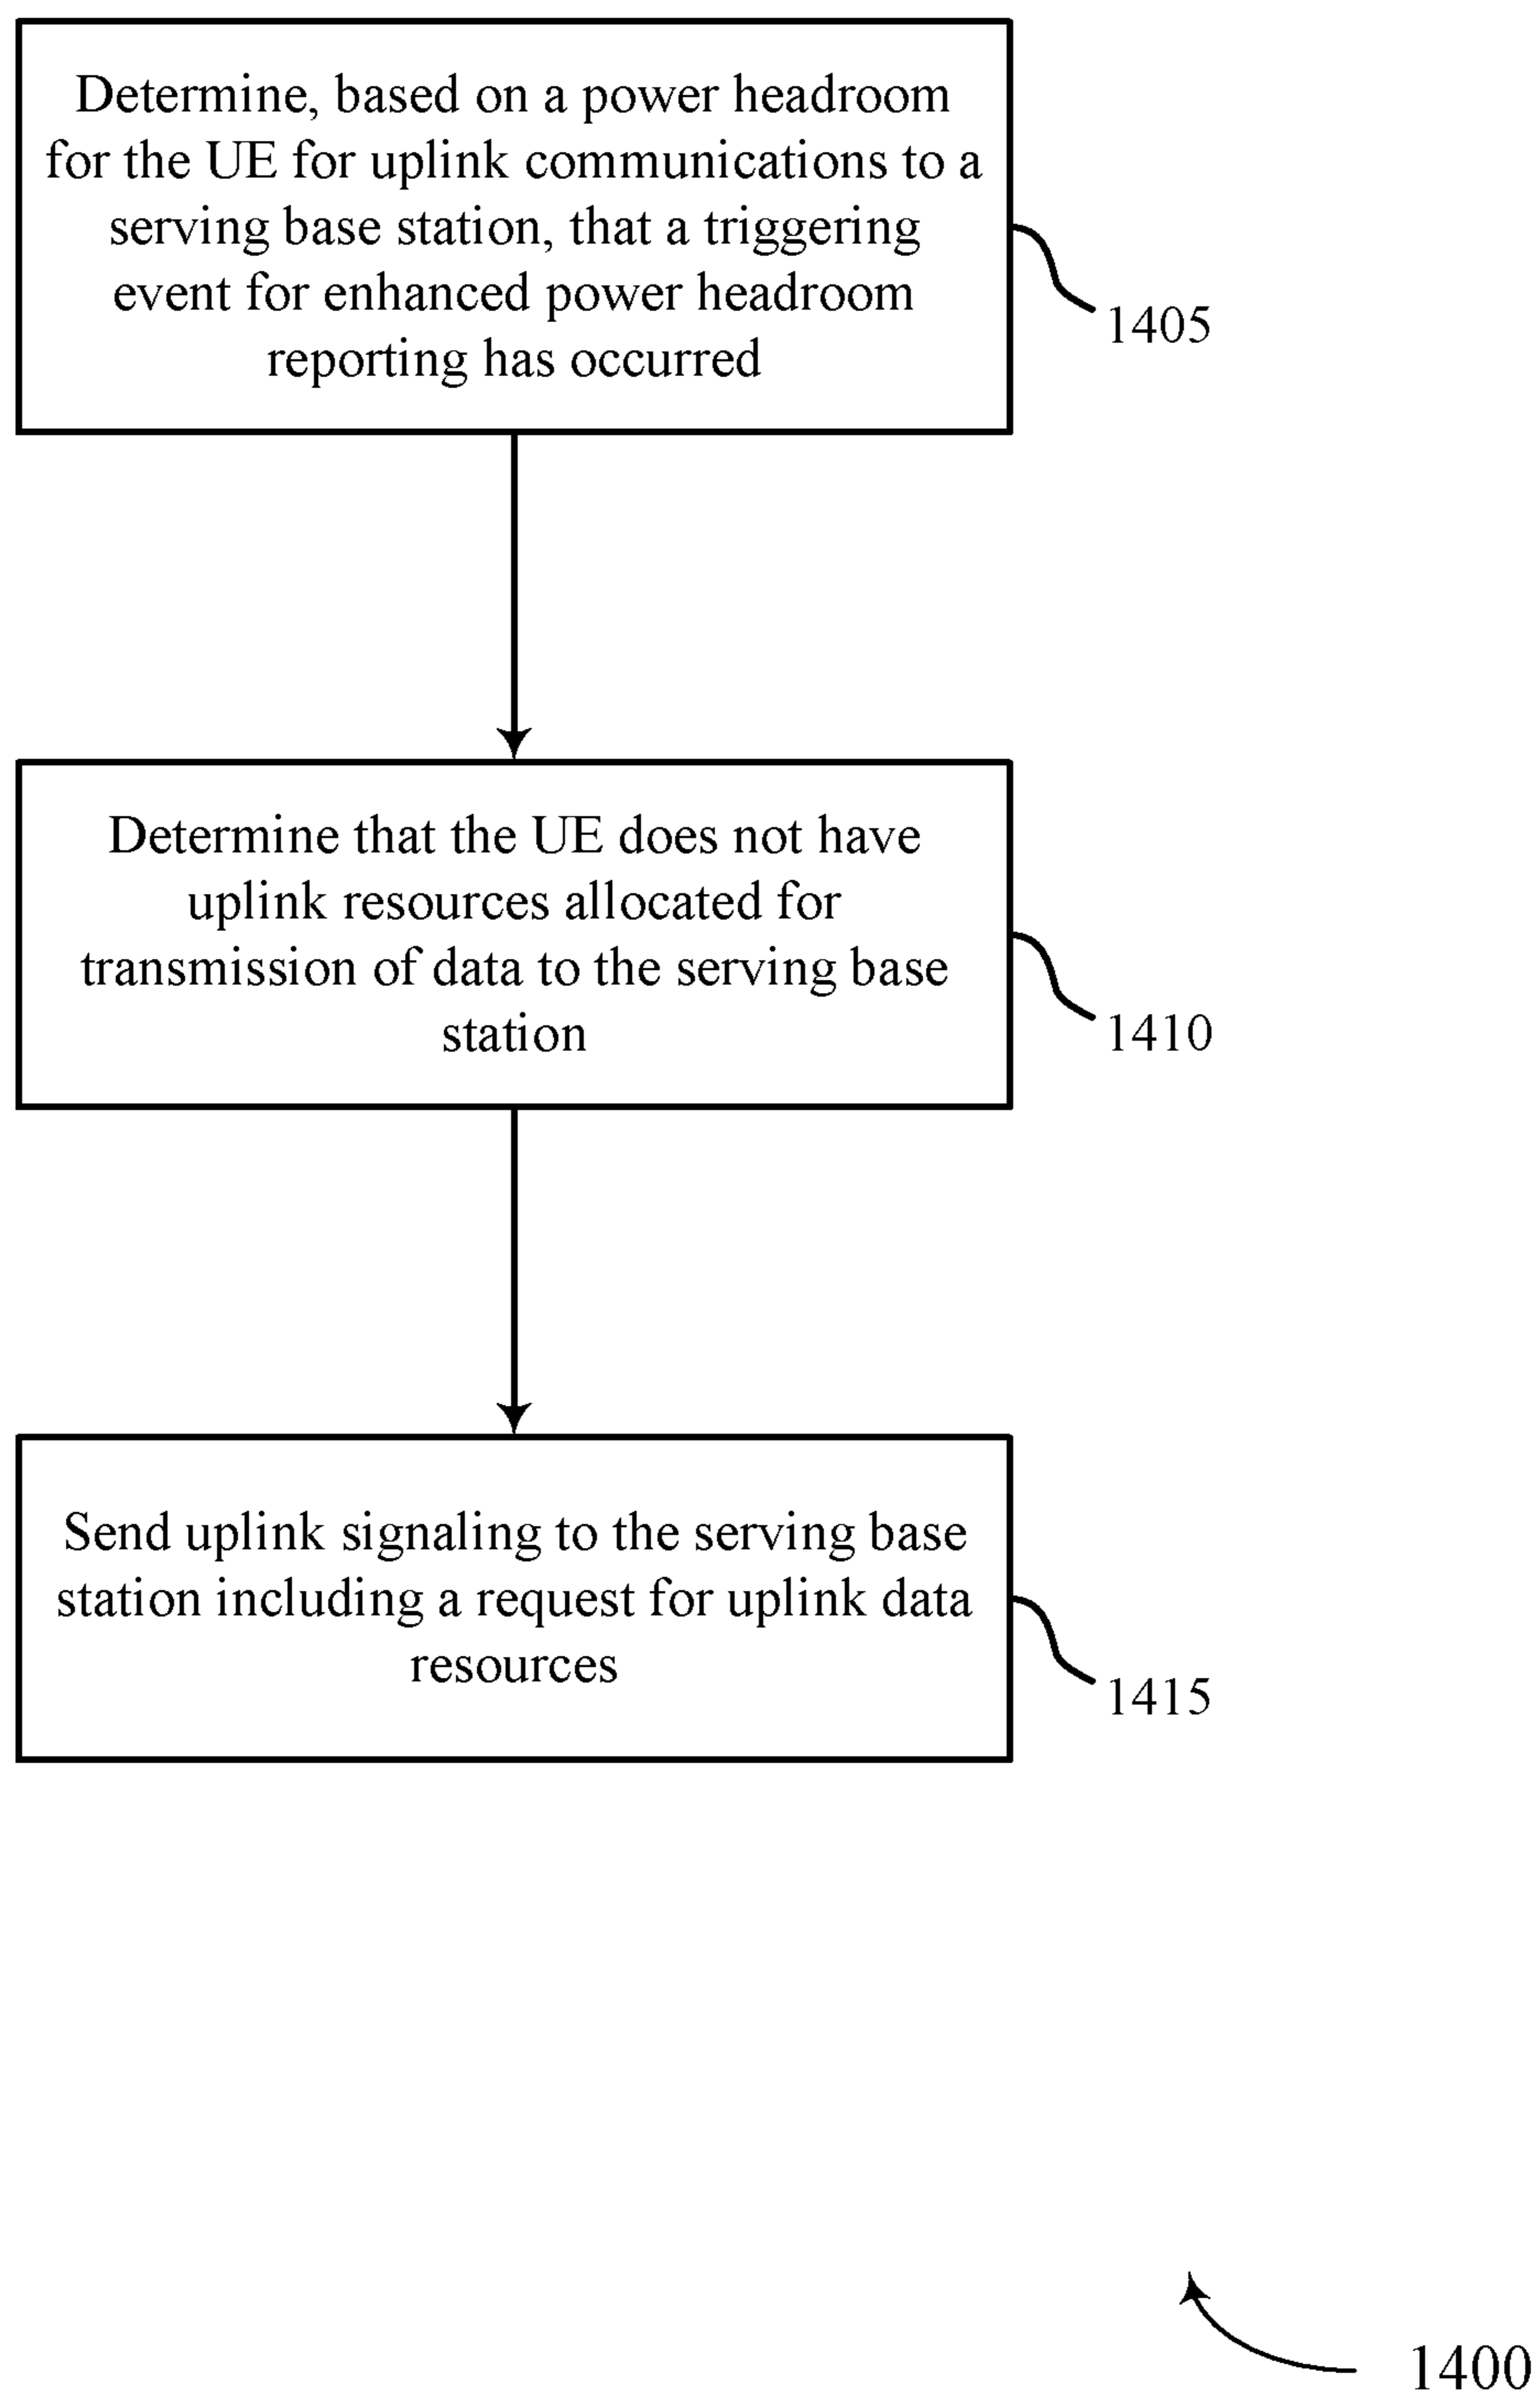 Determine, based on a power headroom
for the UE for uplink communications to a
serving base station, that a triggering
event for enhanced power headroom
reporting has occurred
1405
Determine that the UE does not have
uplink resources allocated for
transmission of data to the serving base
station
1410
Send uplink signaling to the serving base
station including a request for uplink data
resources
1415
1400